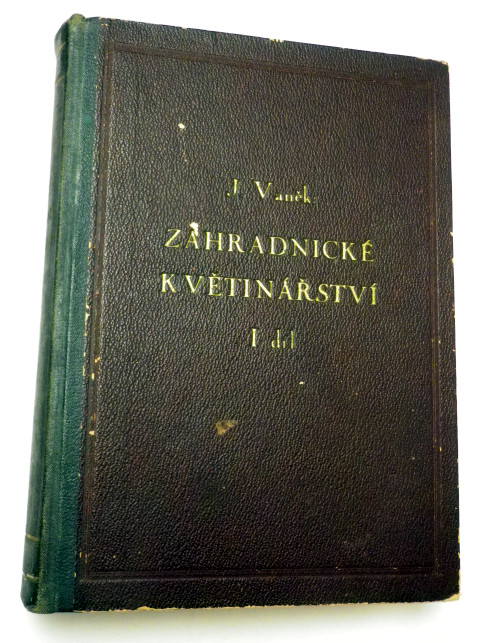 J Vaněk
ZAHRADNICKÉ
KVĚTINÁŘSTVÍ
I díl